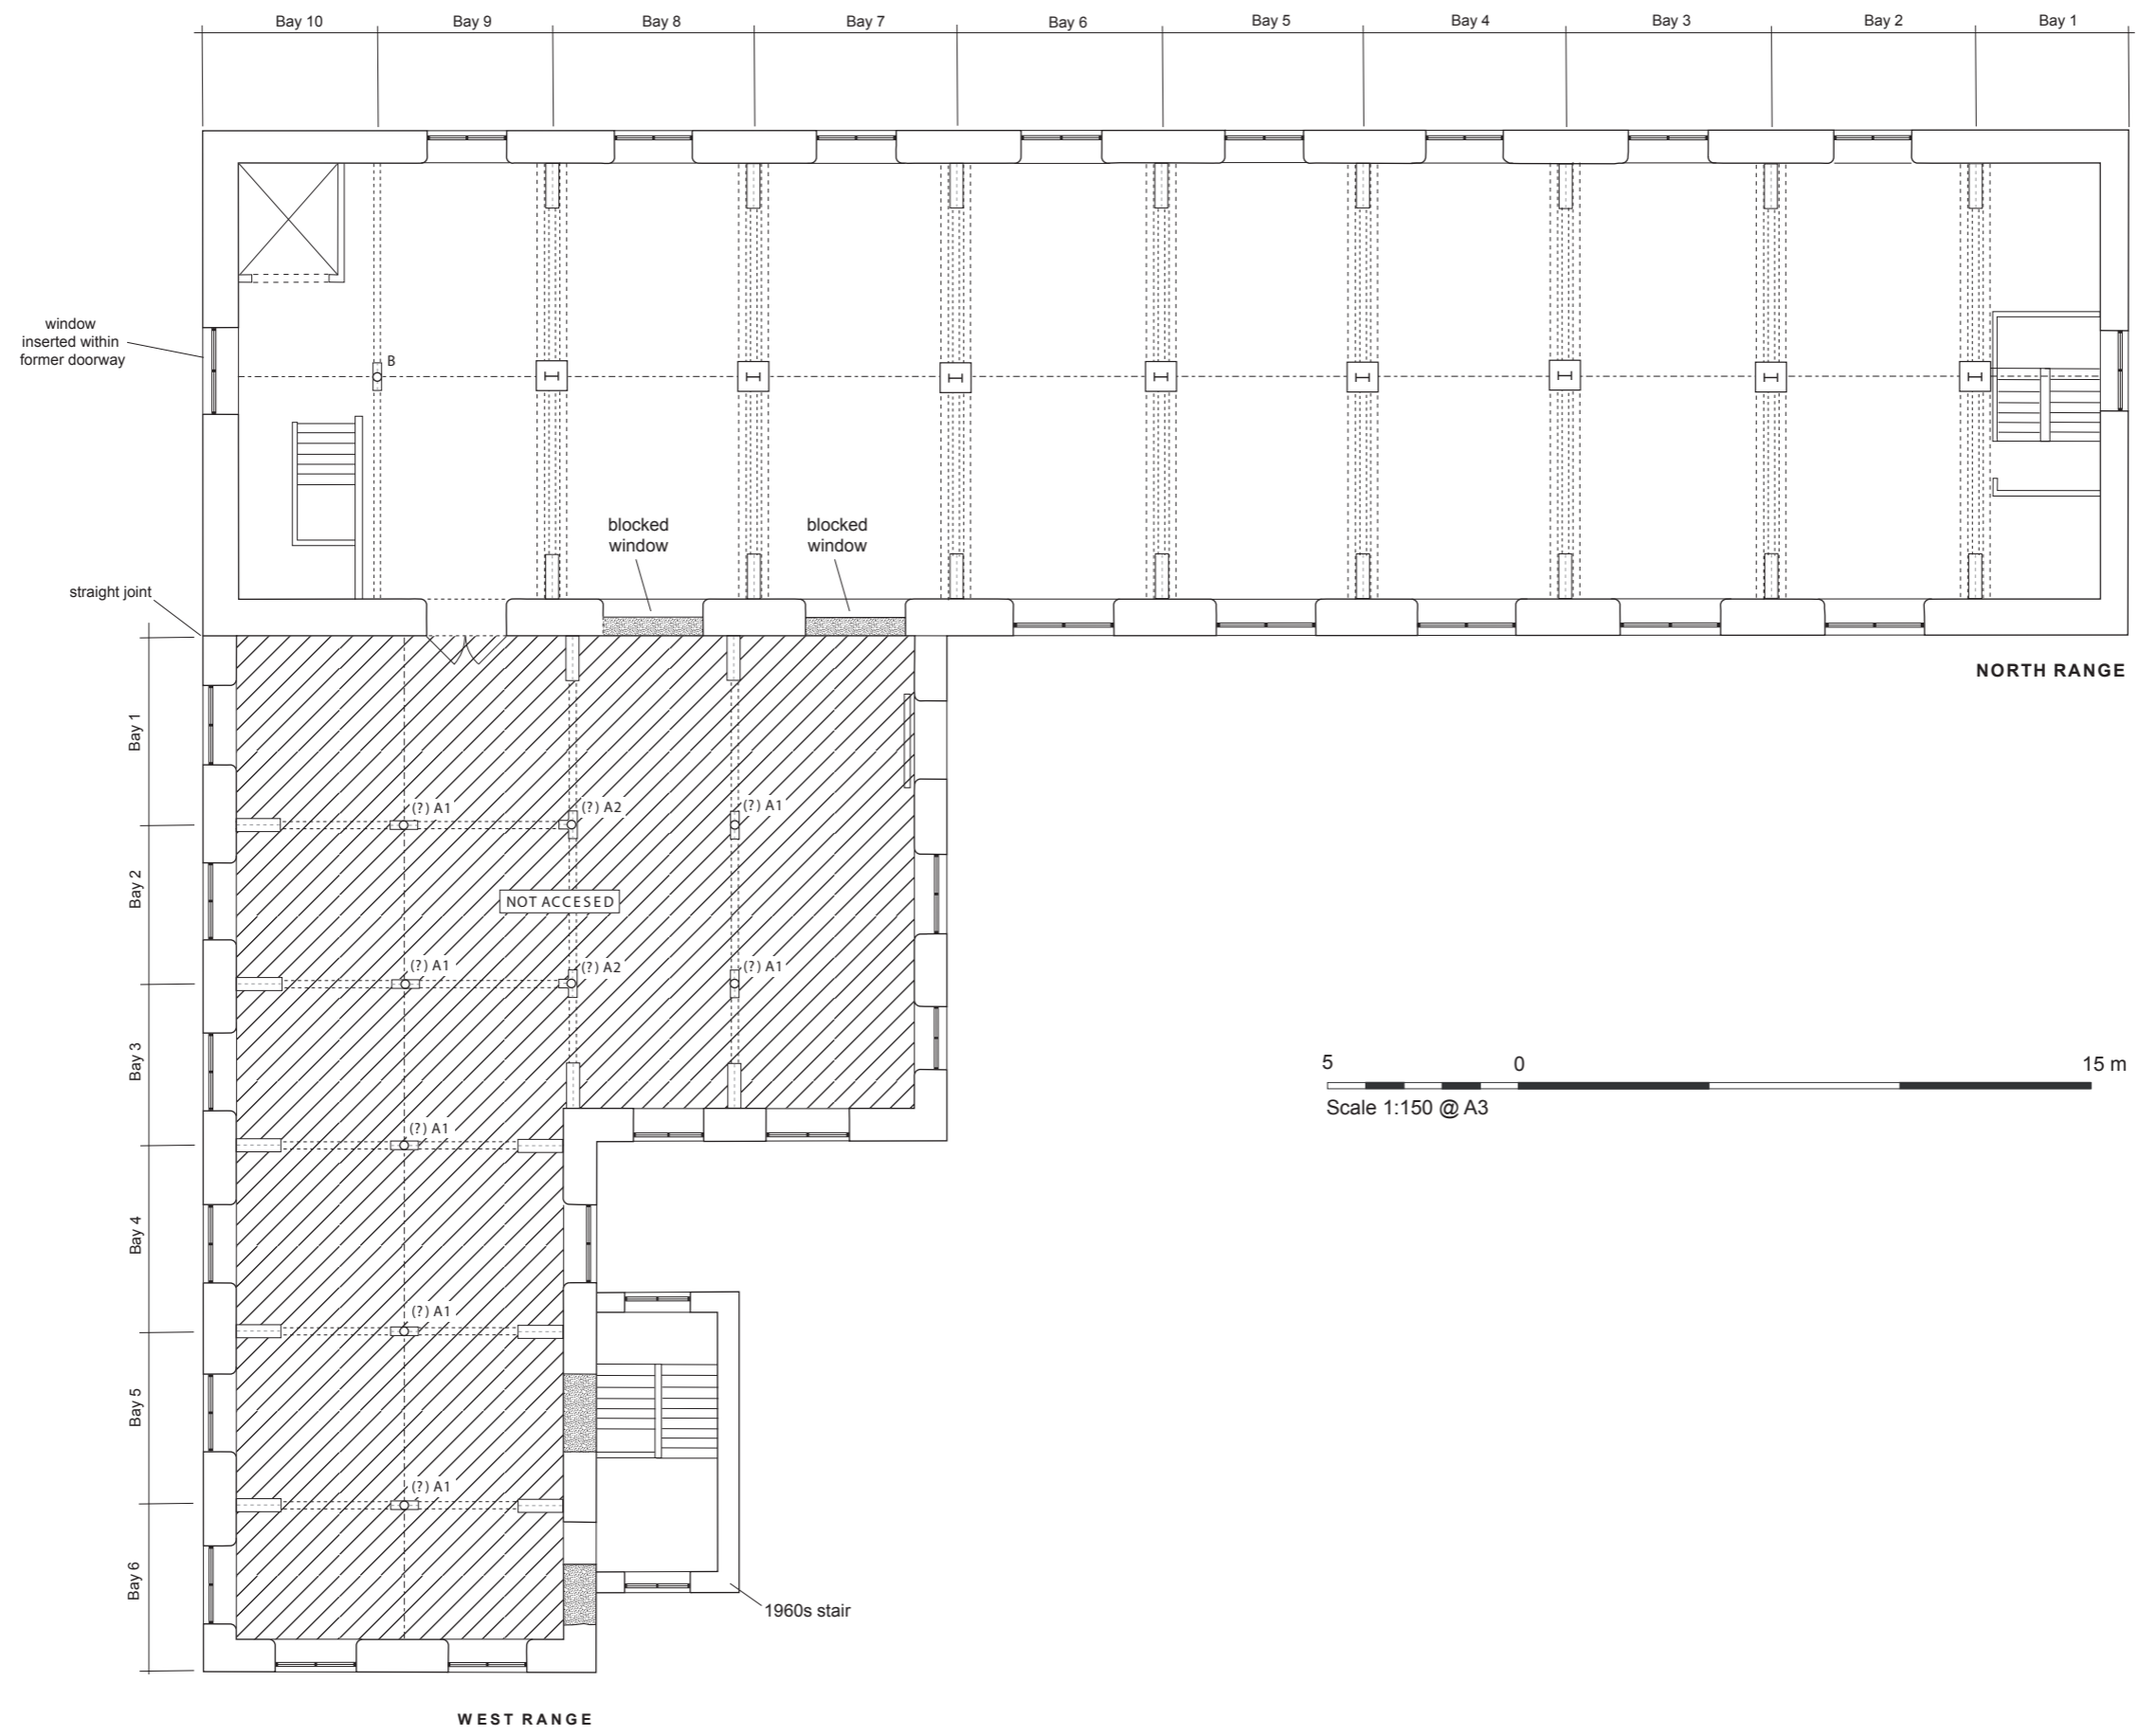 Bay 10 Bay 9 Bay 8 Bay 7 Bay 6 Bay 5 Bay 4 Bay 3 Bay 2 Bay 1
window
inserted within
former doorway
B
blocked
window
blocked
window
straight joint
NORTH RANGE
Bay 1
(?) A1 (?) A2 (?) A1
Bay 2
NOT ACCESED
(?) A1 (?) A2 (?) A1
Bay 3
5 0 15 m
Scale 1:150 @ A3
(?) A1
Bay 4
(?) A1
Bay 5
(?) A1
Bay 6
1960s stair
WEST RANGE